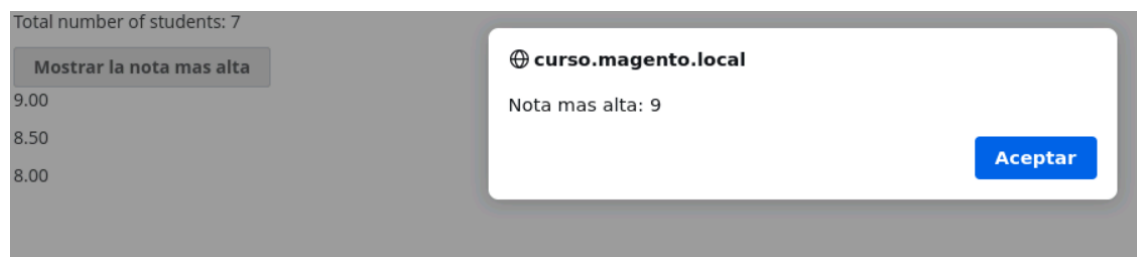 Total number of students: 7
Mostrar la nota mas alta
9.00
8.50
8.00
curso.magento.local
Nota mas alta: 9
Aceptar